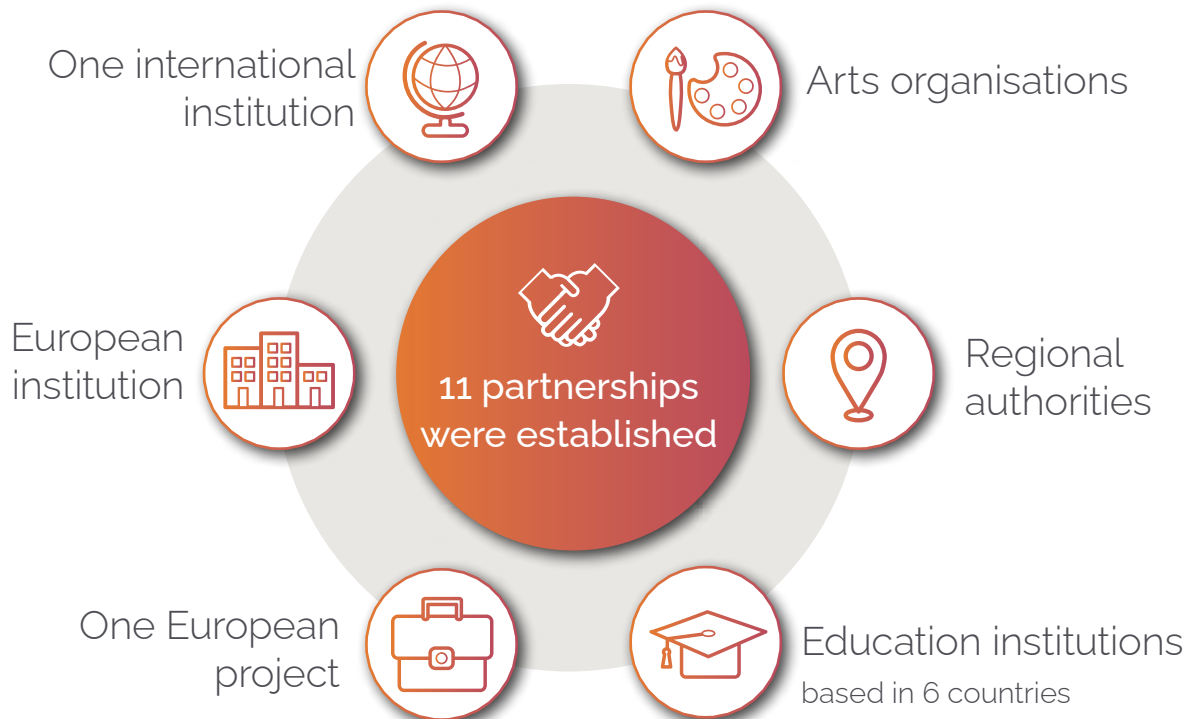 One international
institution
Arts organisations
European
institution
11 partnerships
were established
Regional
authorities
One European
project
Education institutions
based in 6 countries